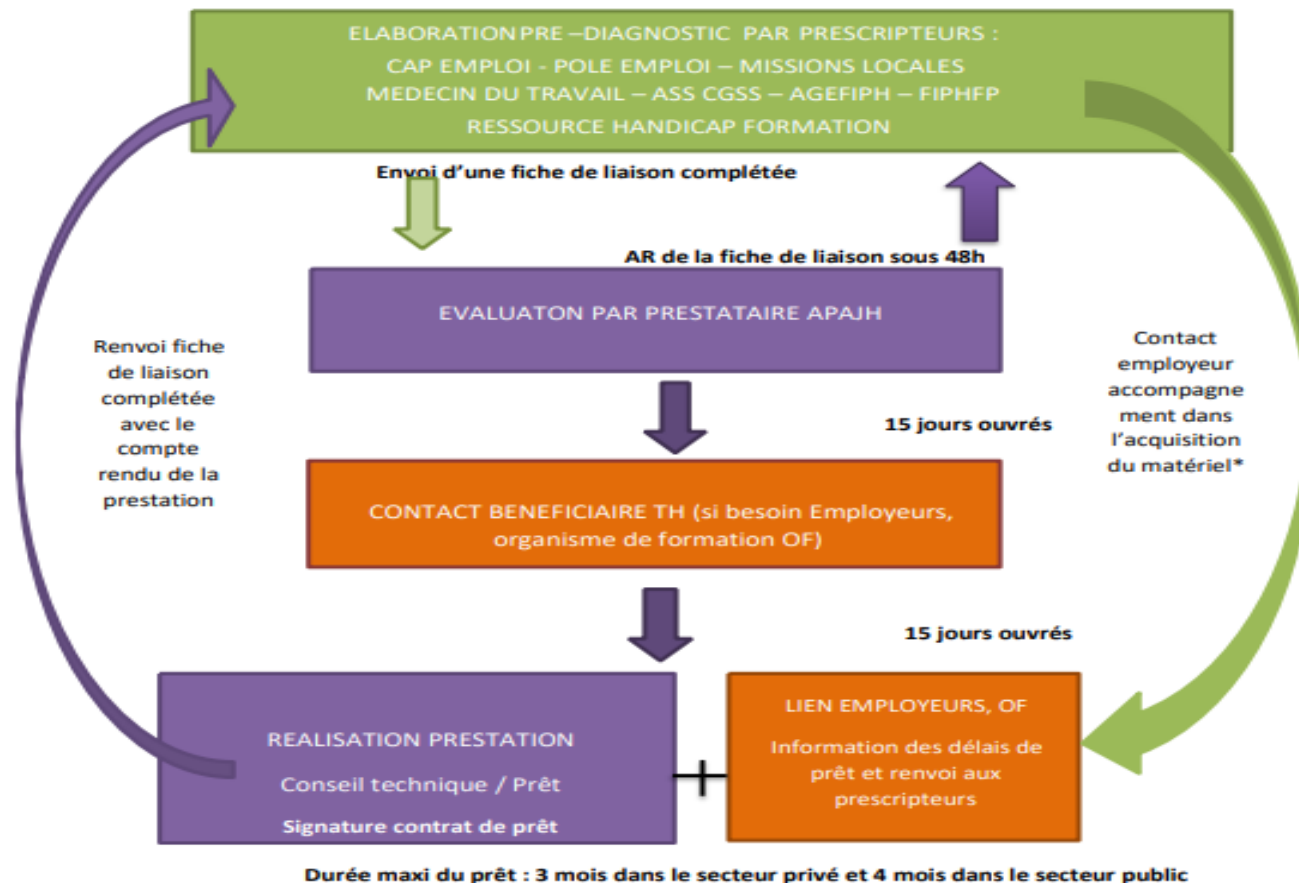 ELABORATION PRE –DIAGNOSTIC PAR PRESCRIPTEURS :
CAP EMPLOI - POLE EMPLOI – MISSIONS LOCALES
MEDECIN DU TRAVAIL – ASS CGSS – AGEFIPH – FIPHFP
RESSOURCE HANDICAP FORMATION
Envoi d’une fiche de liaison complétée
AR de la fiche de liaison sous 48h
EVALUATON PAR PRESTATAIRE APAJH
Renvoi fiche
de liaison
complétée
avec le
compte
rendu de la
prestation
Contact
employeur
accompagne
ment dans
l’acquisition
du matériel*
15 jours ouvrés
CONTACT BENEFICIAIRE TH (si besoin Employeurs,
organisme de formation OF)
15 jours ouvrés
REALISATION PRESTATION
Conseil technique / Prêt
Signature contrat de prêt
LIEN EMPLOYEURS, OF
Information des délais de
prêt et renvoi aux
prescripteurs
Durée maxi du prêt : 3 mois dans le secteur privé et 4 mois dans le secteur public